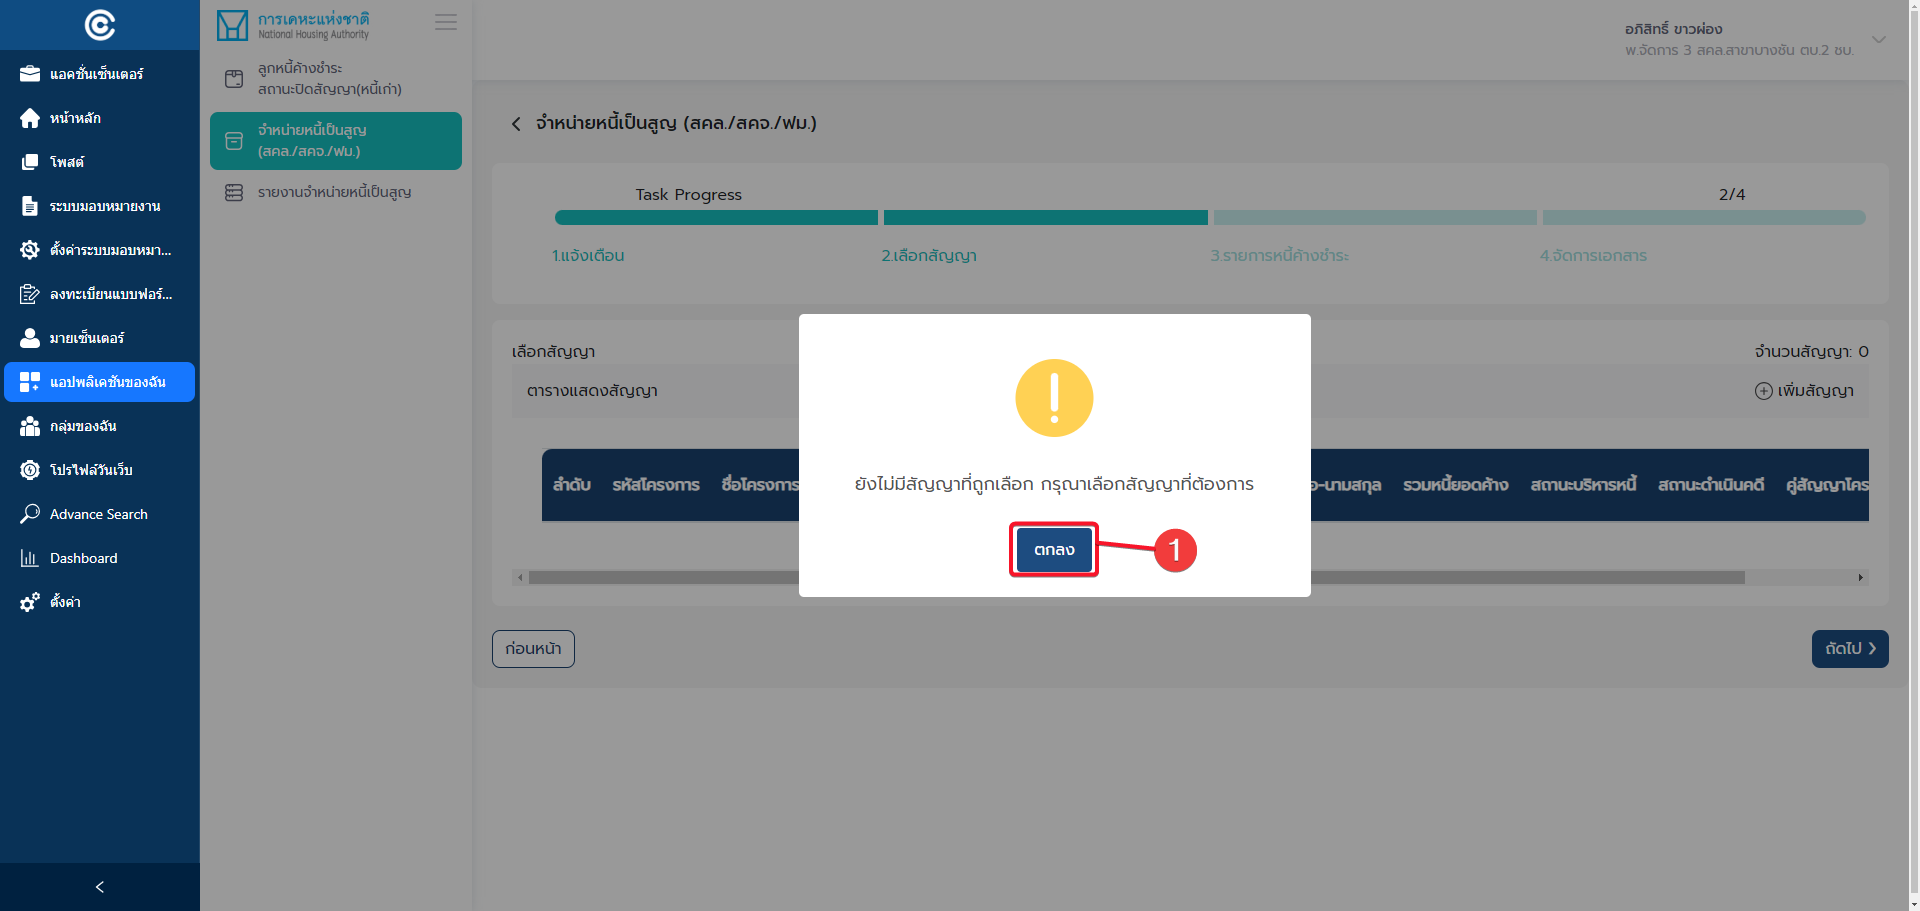 แอคชั่นเซ็นเตอร์
หน้าหลัก
โพสต์
ระบบมอบหมายงาน
ตั้งค่าระบบมอบหมา...
ลงทะเบียนแบบฟอร์...
มายเซ็นเตอร์
แอปพลิเคชันของฉัน
กลุ่มของฉัน
โปรไฟล์วันเว็บ
Advance Search
Dashboard
ตั้งค่า
การเคหะแห่งชาติ
National Housing Authority
ลูกหนี้ค้างชำระ
สถานะปิดสัญญา(หนี้เก่า)
จำหน่ายหนี้เป็นสูญ
(สคล./สคจ./ฟม.)
รายงานจำหน่ายหนี้เป็นสูญ
อภิสิทธิ์ ขาวผ่อง
พ.จัดการ 3 สคล.สาขาบางชัน ตบ.2 ชบ.
จำหน่ายหนี้เป็นสูญ (สคล./สคจ./ฟม.)
Task Progress 2/4
1.แจ้งเตือน 2.เลือกสัญญา 3.รายการหนี้ค้างชำระ 4.จัดการเอกสาร
เลือกสัญญา จำนวนสัญญา: 0
ตารางแสดงสัญญา เพิ่มสัญญา
ลำดับ รหัสโครงการ ชื่อโครงการ อ-นามสกุล รวมหนี้ยอดค้าง สถานะบริหารหนี้ สถานะดำเนินคดี คู่สัญญาโคร
ยังไม่มีสัญญาที่ถูกเลือก กรุณาเลือกสัญญาที่ต้องการ
ตกลง 1
ก่อนหน้า ถัดไป